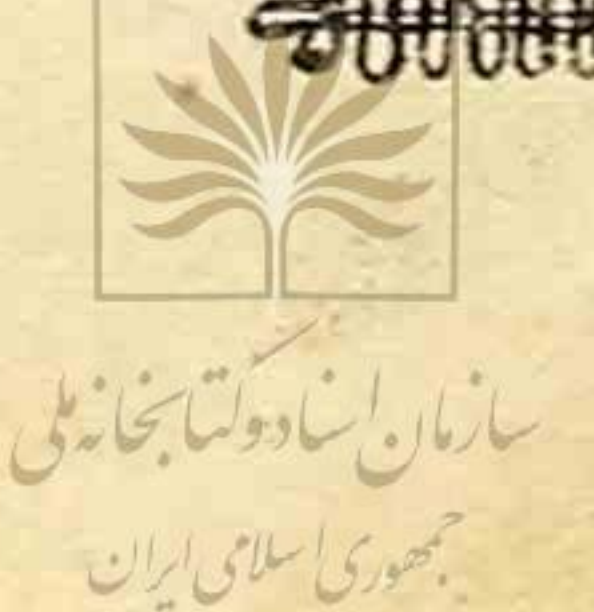 سازمان اسناد و کتابخانه ملی
جمهوری اسلامی ایران